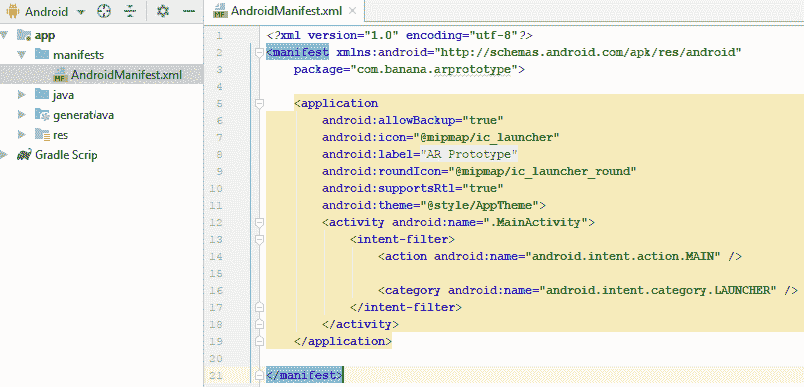 Android
AndroidManifest.xml
app
manifests
AndroidManifest.xml
java
res
Gradle Scrip
1 <?xml version="1.0" encoding="utf-8"?>
2 <manifest xmlns:android="http://schemas.android.com/apk/res/android"
3 package="com.banana.arprototype">
4
5 <application
6 android:allowBackup="true"
7 android:icon="@mipmap/ic_launcher"
8 android:label="AR Prototype"
9 android:roundIcon="@mipmap/ic_launcher_round"
10 android:supportsRtl="true"
11 android:theme="@style/AppTheme">
12 <activity android:name=".MainActivity">
13 <intent-filter>
14 <action android:name="android.intent.action.MAIN" />
15
16 <category android:name="android.intent.category.LAUNCHER" />
17 </intent-filter>
18 </activity>
19 </application>
20
21 </manifest>